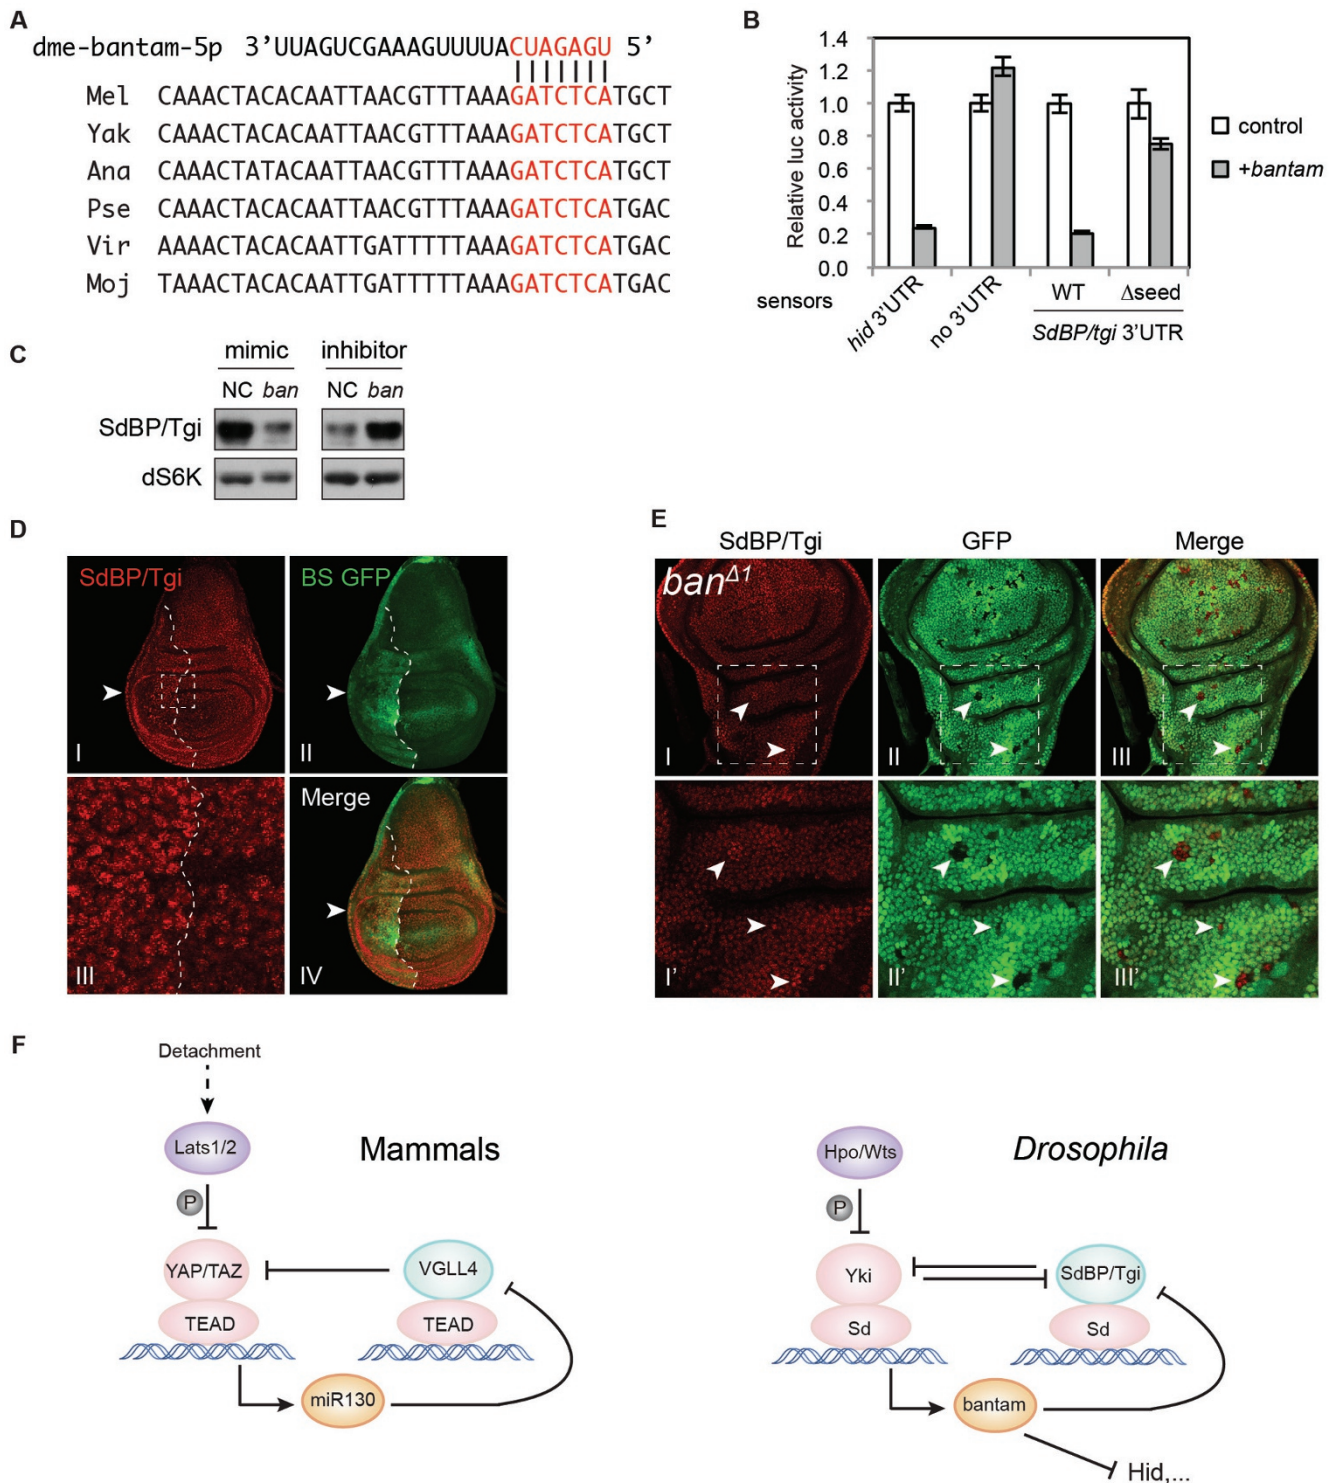 A
dme-bantam-5p 3’UUAGUCGAAAGUUUUACUAGAGU 5’
Mel CAAACTACACAATTAACGTTTAAAGATCTCATGCT
Yak CAAACTACACAATTAACGTTTAAAGATCTCATGCT
Ana CAAACTATACAATTAACGTTTAAAGATCTCATGCT
Pse CAAACTACACAATTAACGTTTAAAGATCTCATGAC
Vir AAAACTACACAATTGATTTTTAAAGATCTCATGAC
Moj TAAACTACACAATTGATTTTTAAAGATCTCATGAC
B
Relative luc activity
1.4
1.2
1.0
0.8
0.6
0.4
0.2
0.0
control
+bantam
sensors
hid 3’UTR
no 3’UTR
WT
Δseed
SdBP/tgi 3’UTR
C
mimic inhibitor
NC ban NC ban
SdBP/Tgi
dS6K
D
SdBP/Tgi
I
BS GFP
II
III
Merge
IV
E
SdBP/Tgi GFP Merge
banΔ1
I II III
I’ II’ III’
F
Detachment
Lats1/2
Mammals
P
YAP/TAZ
VGLL4
TEAD
TEAD
miR130
Hpo/Wts
Drosophila
P
Yki
SdBP/Tgi
Sd
Sd
bantam
Hid,...